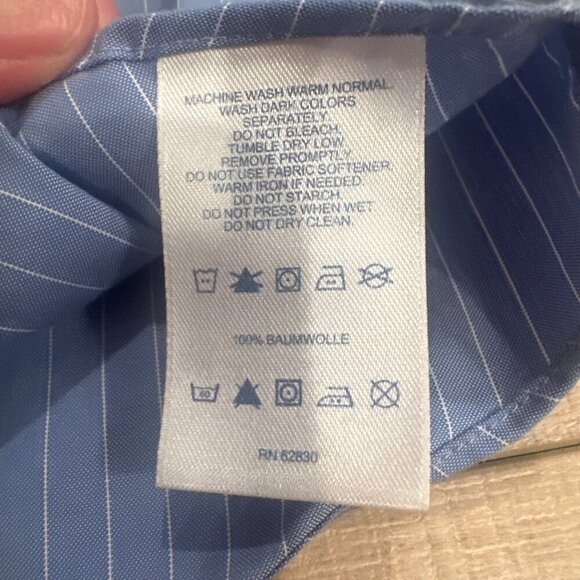 MACHINE WASH WARM NORMAL.
WASH DARK COLORS
SEPARATELY.
DO NOT BLEACH.
TUMBLE DRY LOW.
REMOVE PROMPTLY.
DO NOT USE FABRIC SOFTENER.
WARM IRON IF NEEDED.
DO NOT STARCH.
DO NOT PRESS WHEN WET.
DO NOT DRY CLEAN.
100% BAUMWOLLE
40
RN 62830